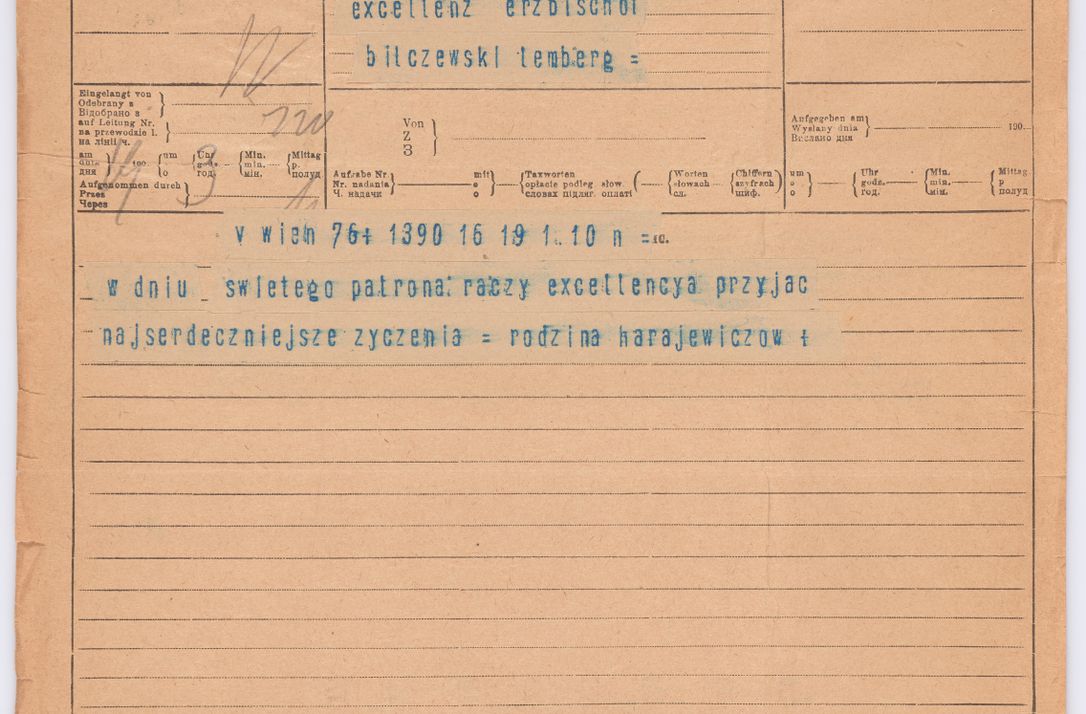 excellenz erzbischof
bilczewski lemberg =
Eingelangt von
Odebrany z
Відобрано з
auf Leitung Nr.
na przewodzie l.
на лінії ч.
am dnia дня 190 um o o Uhr godz. год. Min. min. мін. Mittag p. полуд
Aufgenommen durch
Przez
Через
Von
Z
З
Aufgabe Nr. mit Taxworten Worten Chiffern
Nr. nadania o opłacie podleg. słow. słowach szyfrach
Ч. надачи о словах підляг. оплаті сл. шиф.
Aufgegeben am
Wysłany dnia 190
Вислано дня
um o o Uhr godz. год. Min. min. мін. Mittag p полуд
v wien 76+ 1390 16 19 1. 10 n =
w dniu swietego patrona raczy excellencya przyjac
najserdeczniejsze zyczenia = rodzina harajewiczow +